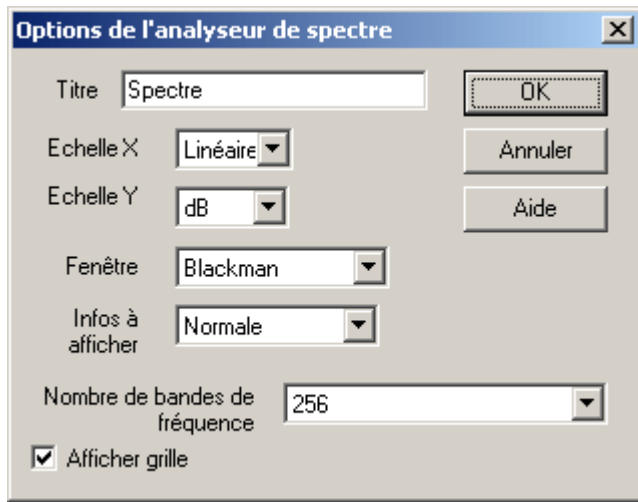 Options de l'analyseur de spectre
Titre Spectre OK
Echelle X Linéaire Annuler
Echelle Y dB Aide
Fenêtre Blackman
Infos à
afficher Normale
Nombre de bandes de
fréquence 256
Afficher grille